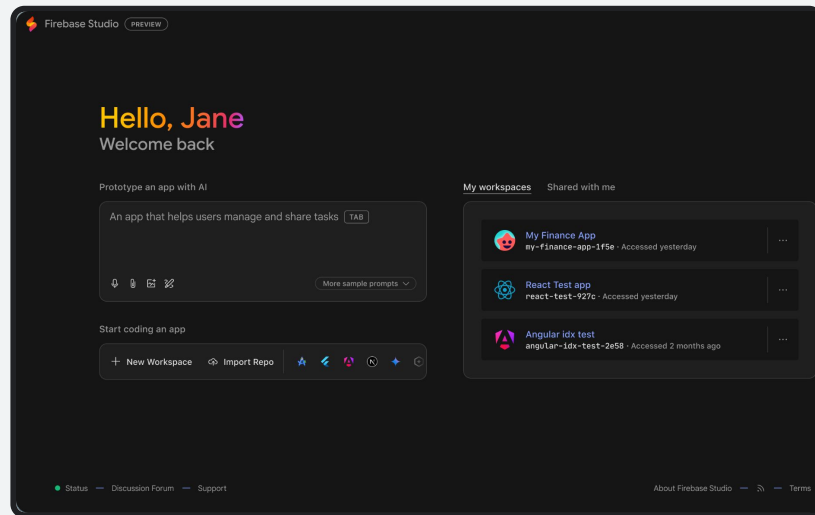 Firebase Studio PREVIEW
Hello, Jane
Welcome back
Prototype an app with AI
An app that helps users manage and share tasks TAB
More sample prompts
Start coding an app
New Workspace Import Repo
N
My workspaces Shared with me
My Finance App
my-finance-app-1f5e · Accessed yesterday
React Test app
react-test-927c · Accessed yesterday
Angular idx test
angular-idx-test-2e58 · Accessed 2 months ago
Status — Discussion Forum — Support
About Firebase Studio — — Terms